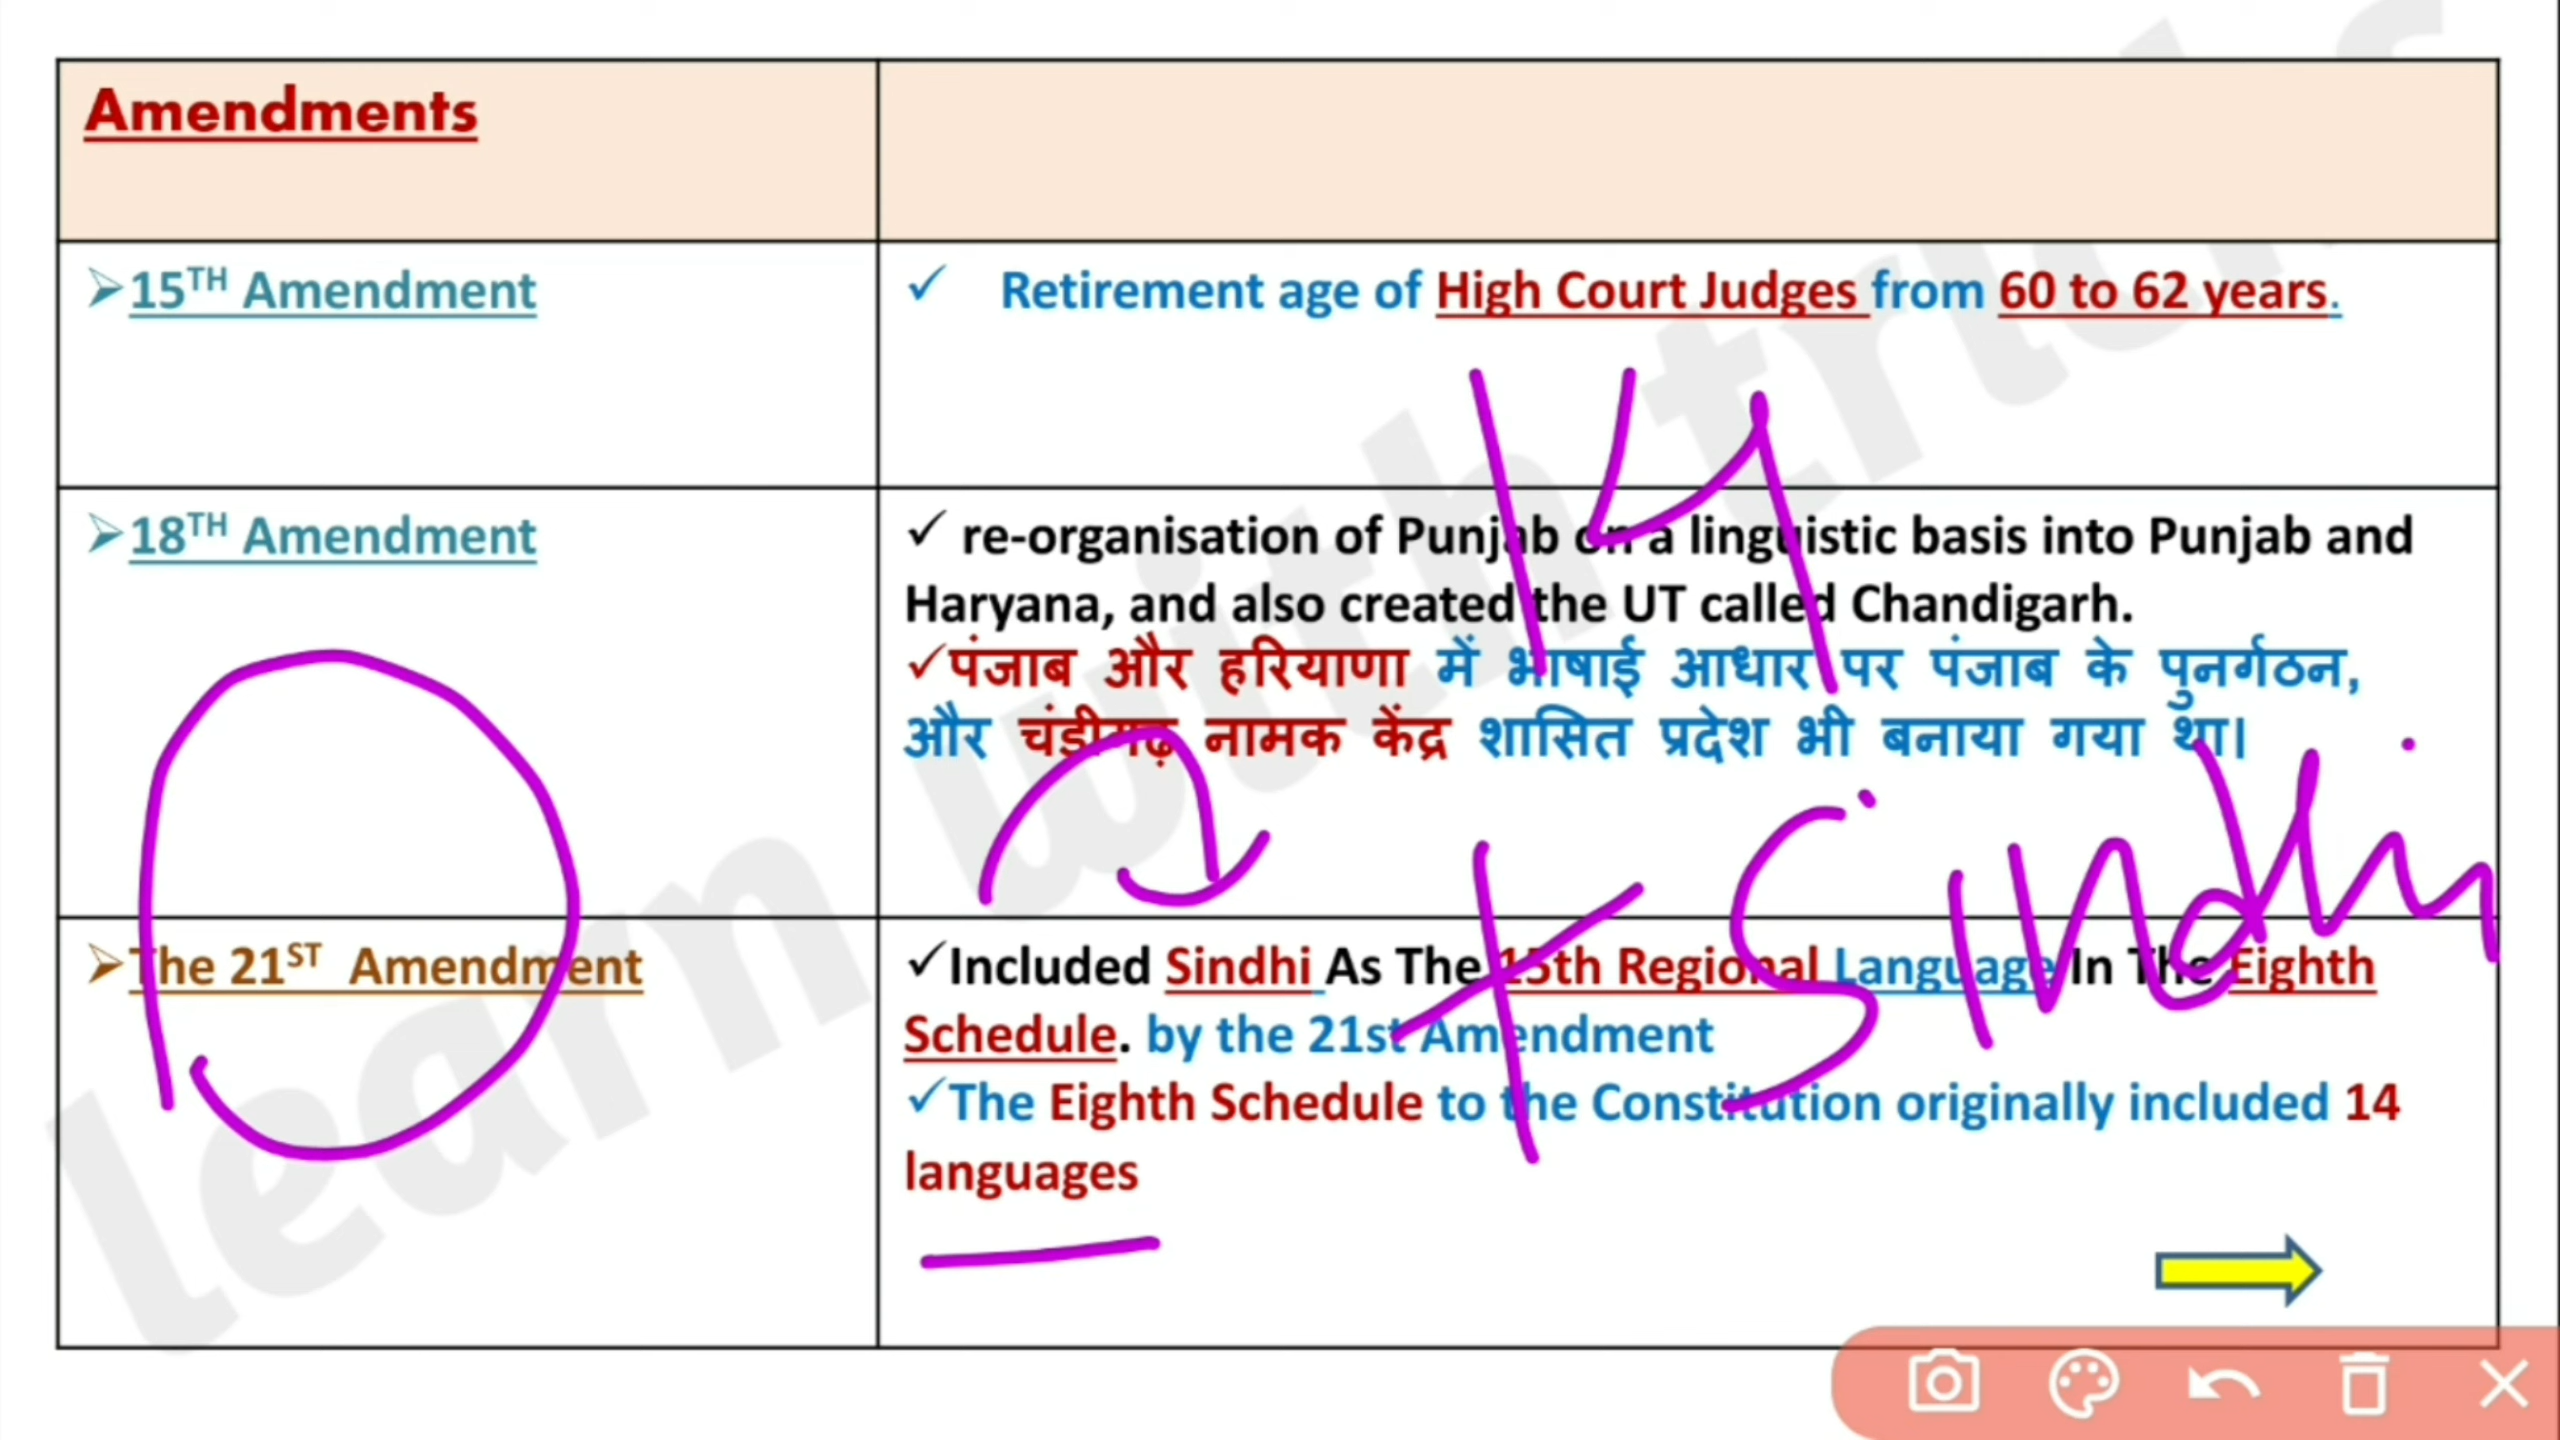 Amendments
➢15TH Amendment
✓ Retirement age of High Court Judges from 60 to 62 years.
➢18TH Amendment
✓ re-organisation of Punjab on a linguistic basis into Punjab and
Haryana, and also created the UT called Chandigarh.
✓पंजाब और हरियाणा में भाषाई आधार पर पंजाब के पुनर्गठन,
और चंडीगढ़ नामक केंद्र शासित प्रदेश भी बनाया गया था।
➢The 21ST Amendment
✓Included Sindhi As The 15th Regional Language In The Eighth
Schedule. by the 21st Amendment
✓The Eighth Schedule to the Constitution originally included 14
languages
14
+ Sindhi
learn with tricks